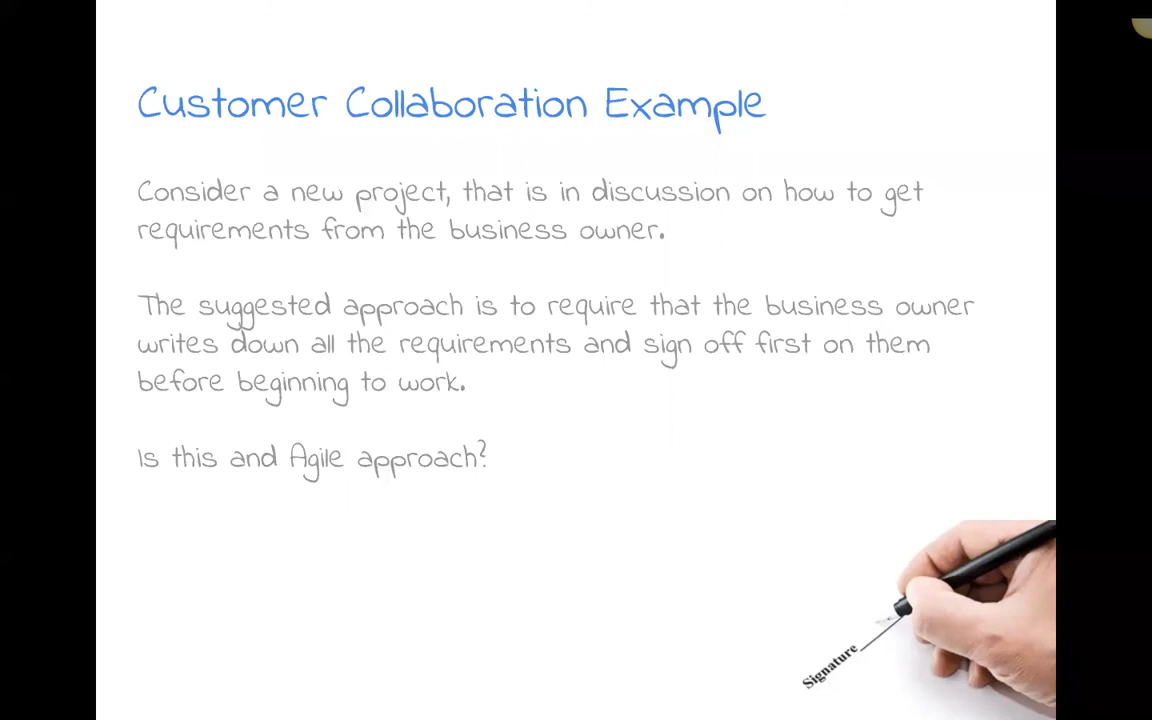 Customer Collaboration Example
Consider a new project, that is in discussion on how to get
requirements from the business owner.
The suggested approach is to require that the business owner
writes down all the requirements and sign off first on them
before beginning to work.
Is this and Agile approach?
Signature